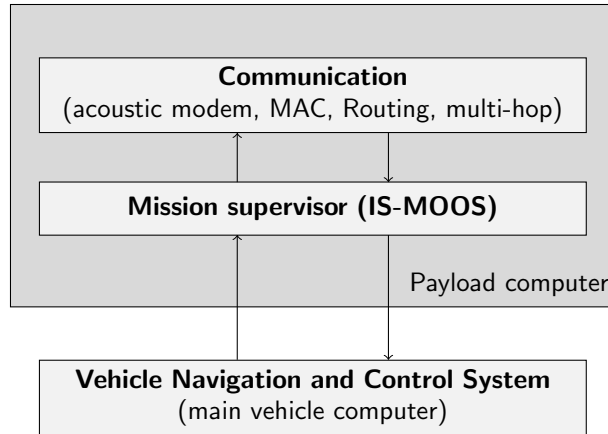 Communication
(acoustic modem, MAC, Routing, multi-hop)
Mission supervisor (IS-MOOS)
Payload computer
Vehicle Navigation and Control System
(main vehicle computer)